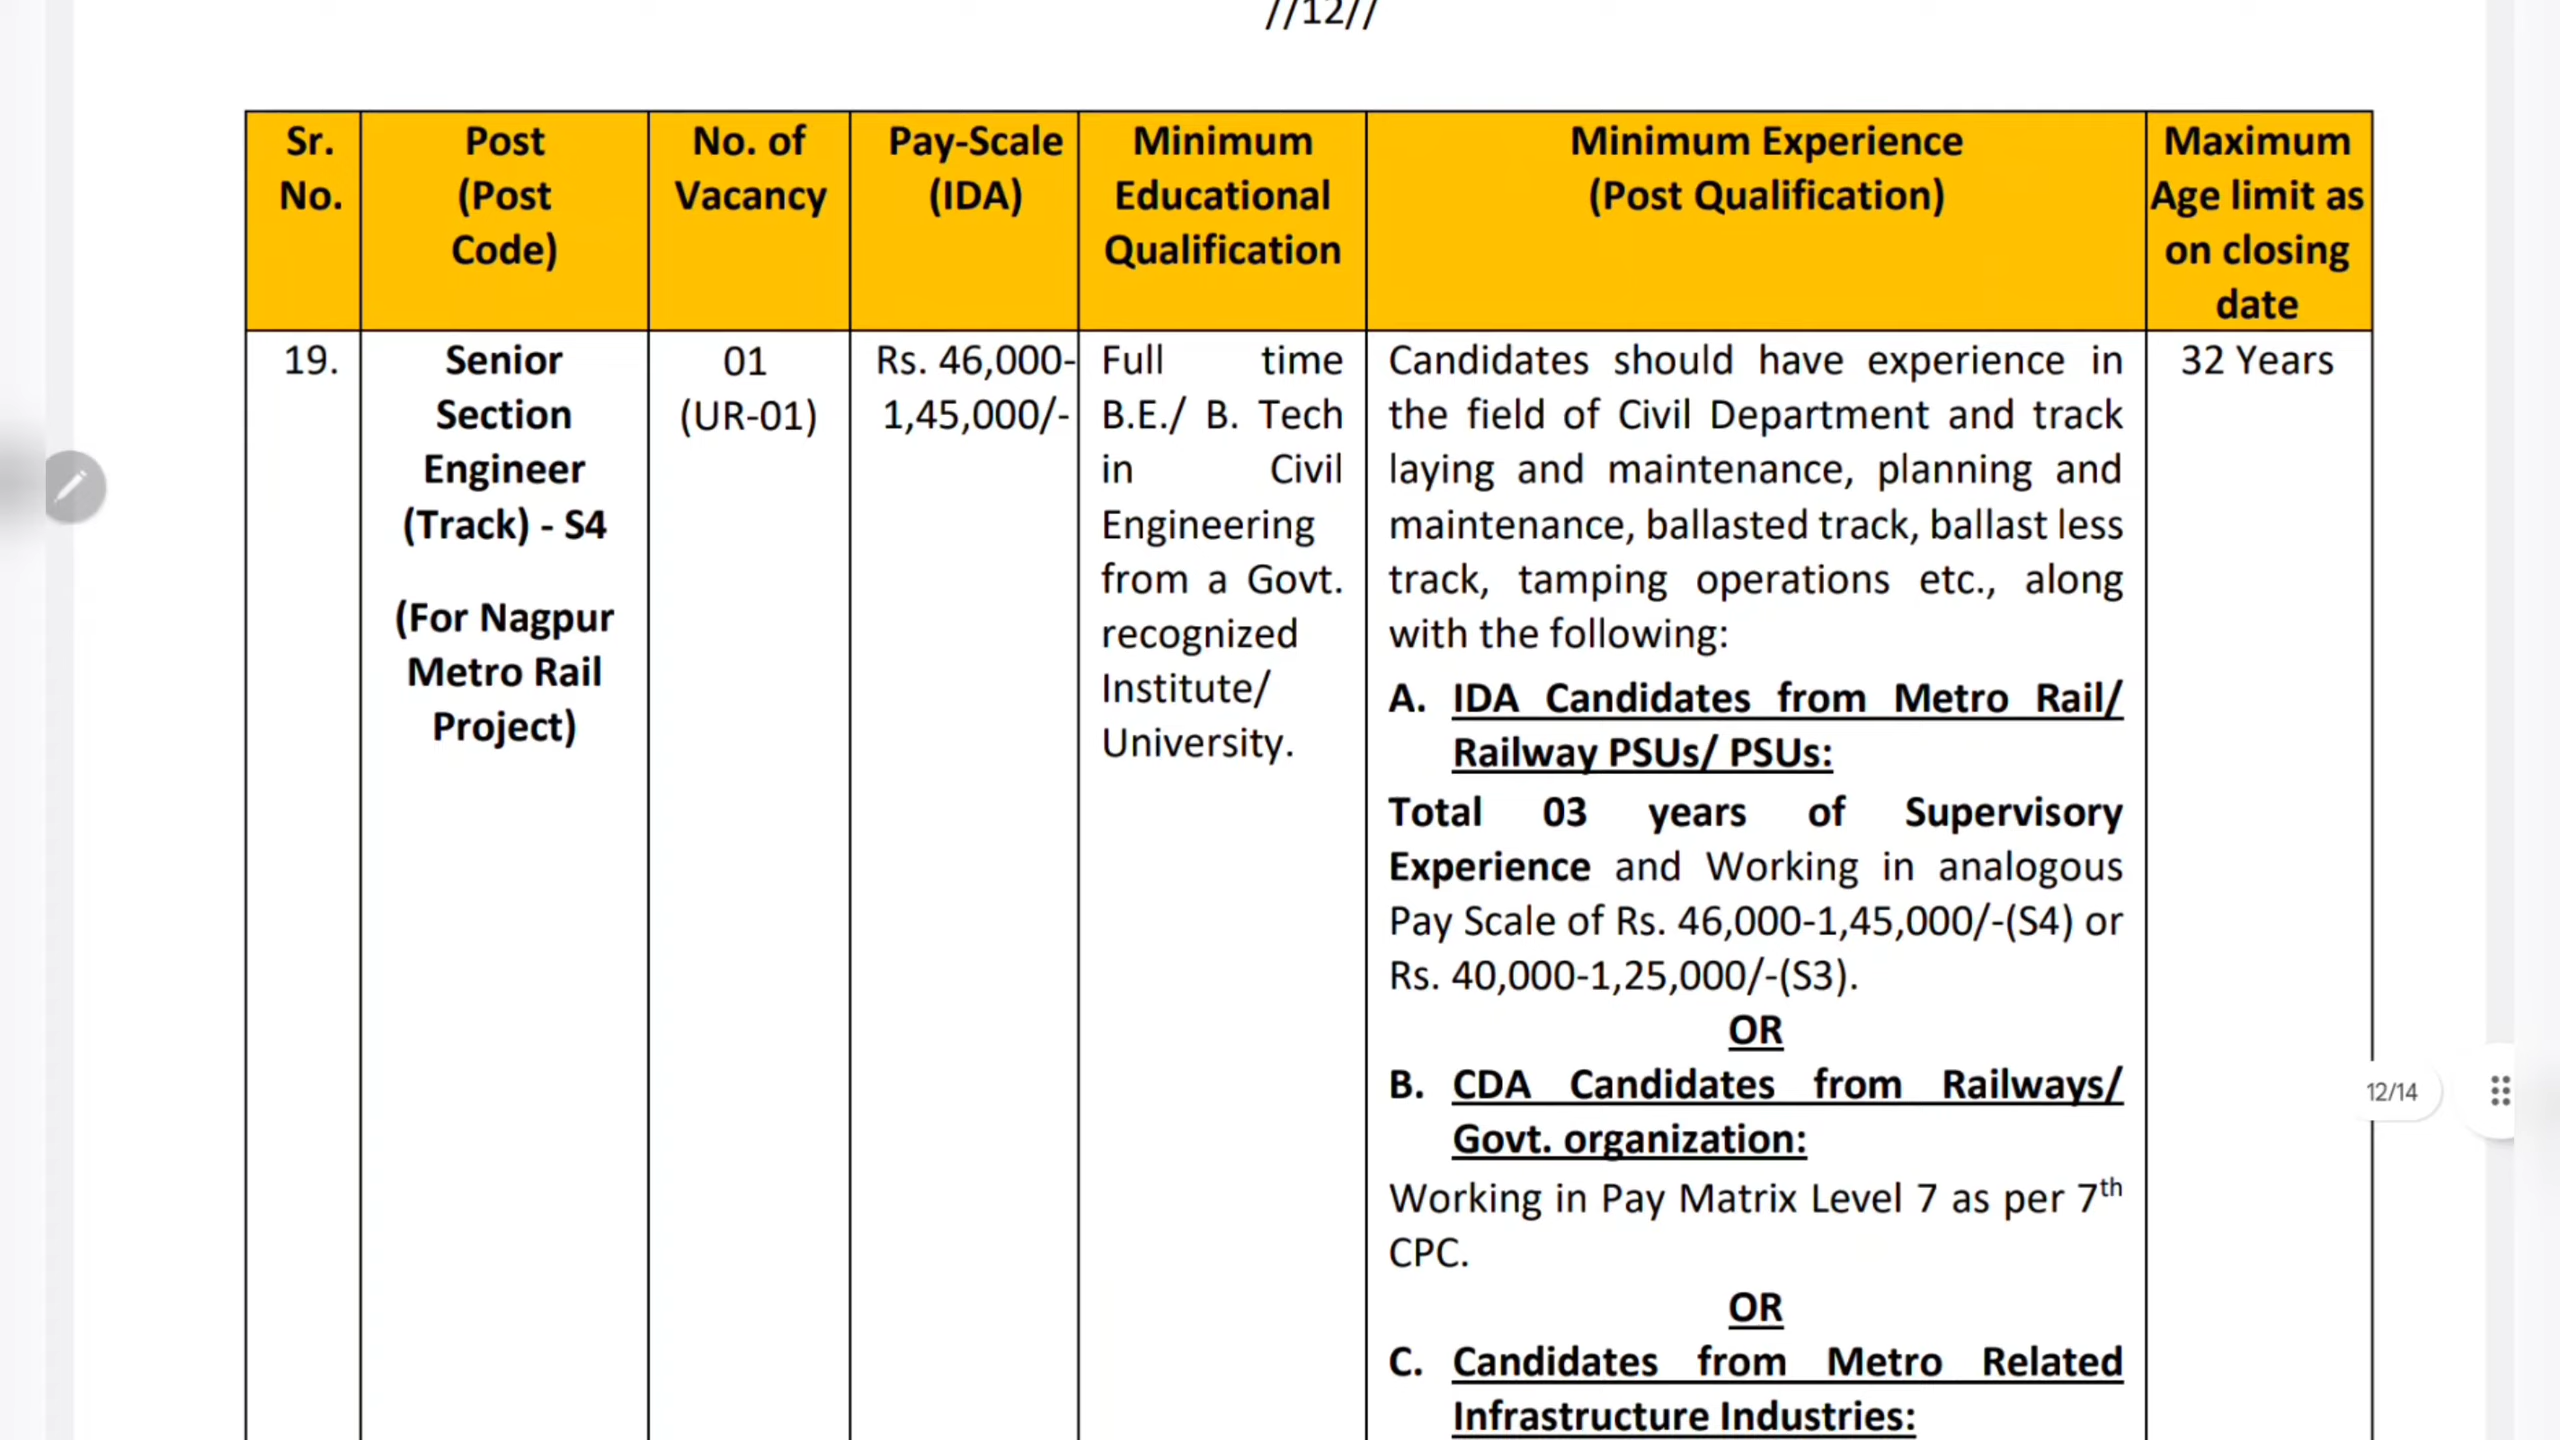 //12//
Sr. No.
Post (Post Code)
No. of Vacancy
Pay-Scale (IDA)
Minimum Educational Qualification
Minimum Experience (Post Qualification)
Maximum Age limit as on closing date
19.
Senior
Section
Engineer
(Track) - S4
(For Nagpur
Metro Rail
Project)
01
(UR-01)
Rs. 46,000-
1,45,000/-
Full time
B.E./ B. Tech
in Civil
Engineering
from a Govt.
recognized
Institute/
University.
Candidates should have experience in
the field of Civil Department and track
laying and maintenance, planning and
maintenance, ballasted track, ballast less
track, tamping operations etc., along
with the following:
A. IDA Candidates from Metro Rail/
Railway PSUs/ PSUs:
Total 03 years of Supervisory
Experience and Working in analogous
Pay Scale of Rs. 46,000-1,45,000/-(S4) or
Rs. 40,000-1,25,000/-(S3).
OR
B. CDA Candidates from Railways/
Govt. organization:
Working in Pay Matrix Level 7 as per 7th
CPC.
OR
C. Candidates from Metro Related
Infrastructure Industries:
32 Years
12/14